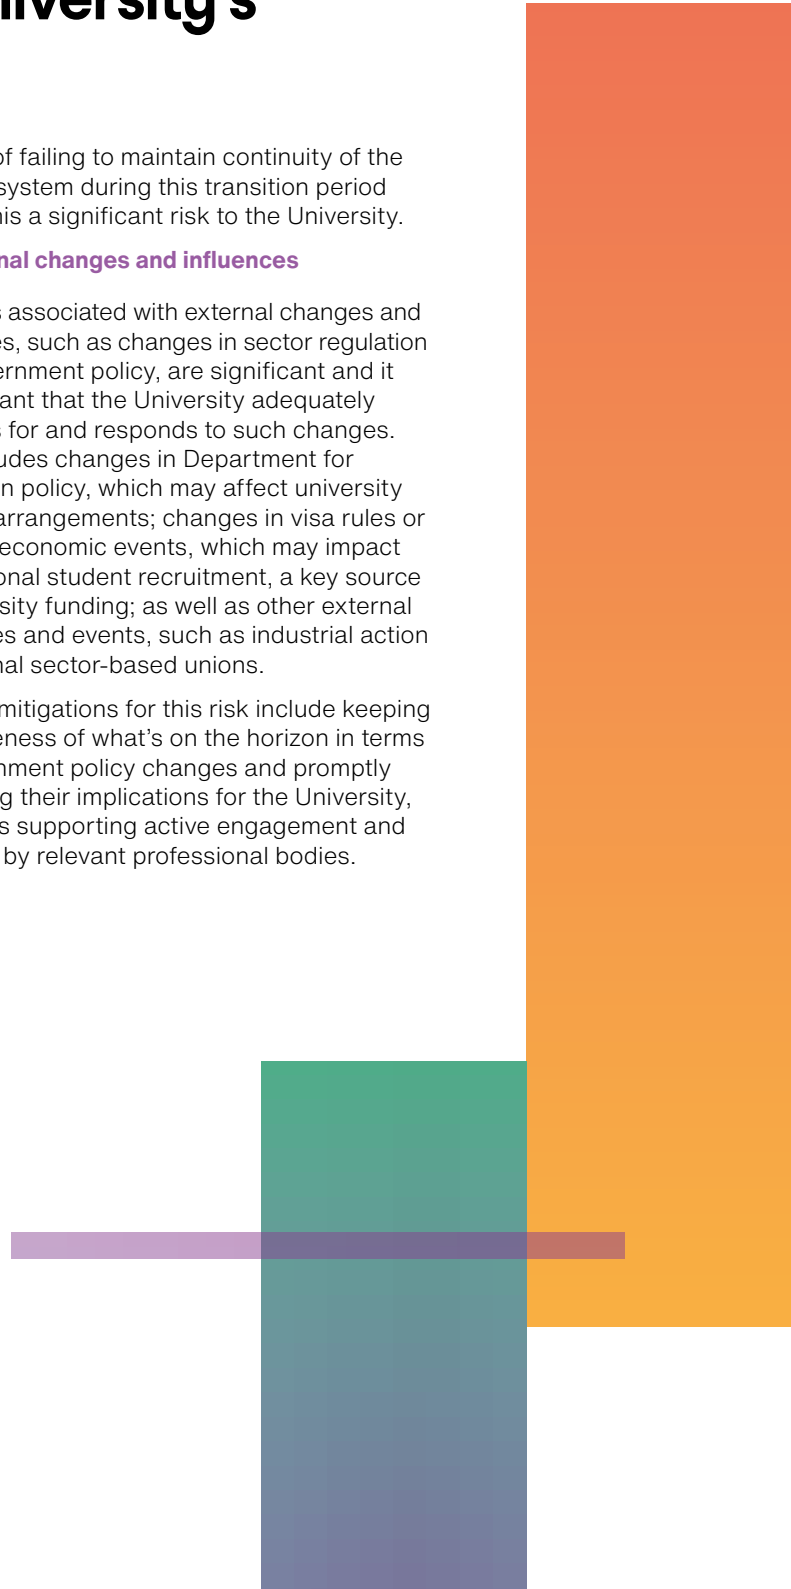 niversity's
of failing to maintain continuity of the
system during this transition period
his a significant risk to the University.
nal changes and influences
s associated with external changes and
es, such as changes in sector regulation
ernment policy, are significant and it
ant that the University adequately
s for and responds to such changes.
udes changes in Department for
n policy, which may affect university
arrangements; changes in visa rules or
economic events, which may impact
onal student recruitment, a key source
sity funding; as well as other external
es and events, such as industrial action
nal sector-based unions.
mitigations for this risk include keeping
eness of what's on the horizon in terms
nment policy changes and promptly
g their implications for the University,
s supporting active engagement and
by relevant professional bodies.